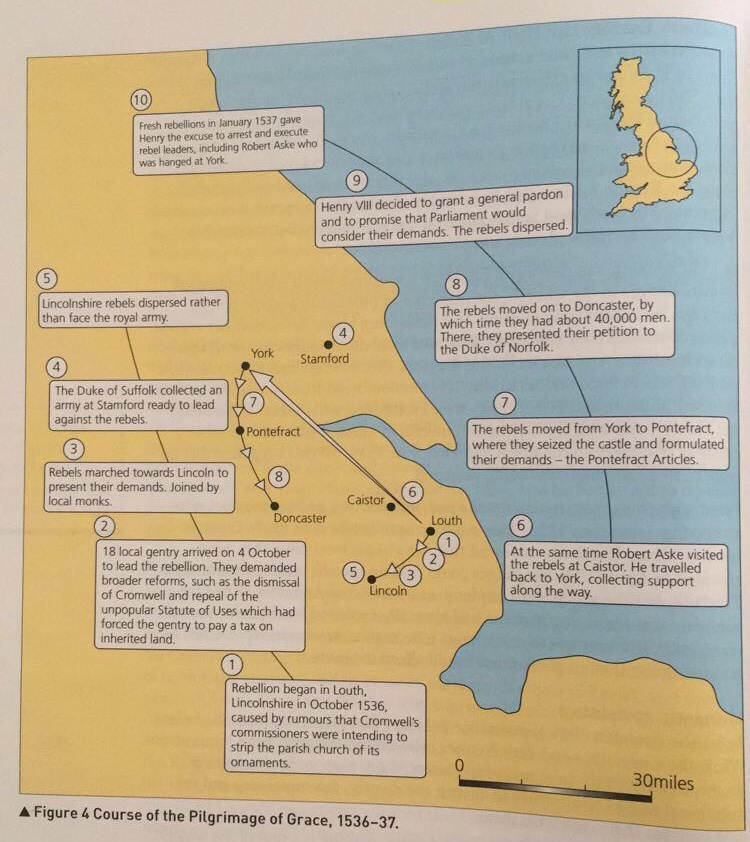 10
Fresh rebellions in January 1537 gave
Henry the excuse to arrest and execute
rebel leaders, including Robert Aske who
was hanged at York.
9
Henry VIII decided to grant a general pardon
and to promise that Parliament would
consider their demands. The rebels dispersed.
5
Lincolnshire rebels dispersed rather
than face the royal army.
8
The rebels moved on to Doncaster, by
which time they had about 40,000 men.
There, they presented their petition to
the Duke of Norfolk.
4
Stamford
York
4
The Duke of Suffolk collected an
army at Stamford ready to lead
against the rebels.
7
Pontefract
7
The rebels moved from York to Pontefract,
where they seized the castle and formulated
their demands – the Pontefract Articles.
3
Rebels marched towards Lincoln to
present their demands. Joined by
local monks.
8
Doncaster
Caistor
6
Louth
1
2
3
5
Lincoln
2
18 local gentry arrived on 4 October
to lead the rebellion. They demanded
broader reforms, such as the dismissal
of Cromwell and repeal of the
unpopular Statute of Uses which had
forced the gentry to pay a tax on
inherited land.
6
At the same time Robert Aske visited
the rebels at Caistor. He travelled
back to York, collecting support
along the way.
1
Rebellion began in Louth,
Lincolnshire in October 1536,
caused by rumours that Cromwell's
commissioners were intending to
strip the parish church of its
ornaments.
0
30miles
▲ Figure 4 Course of the Pilgrimage of Grace, 1536–37.